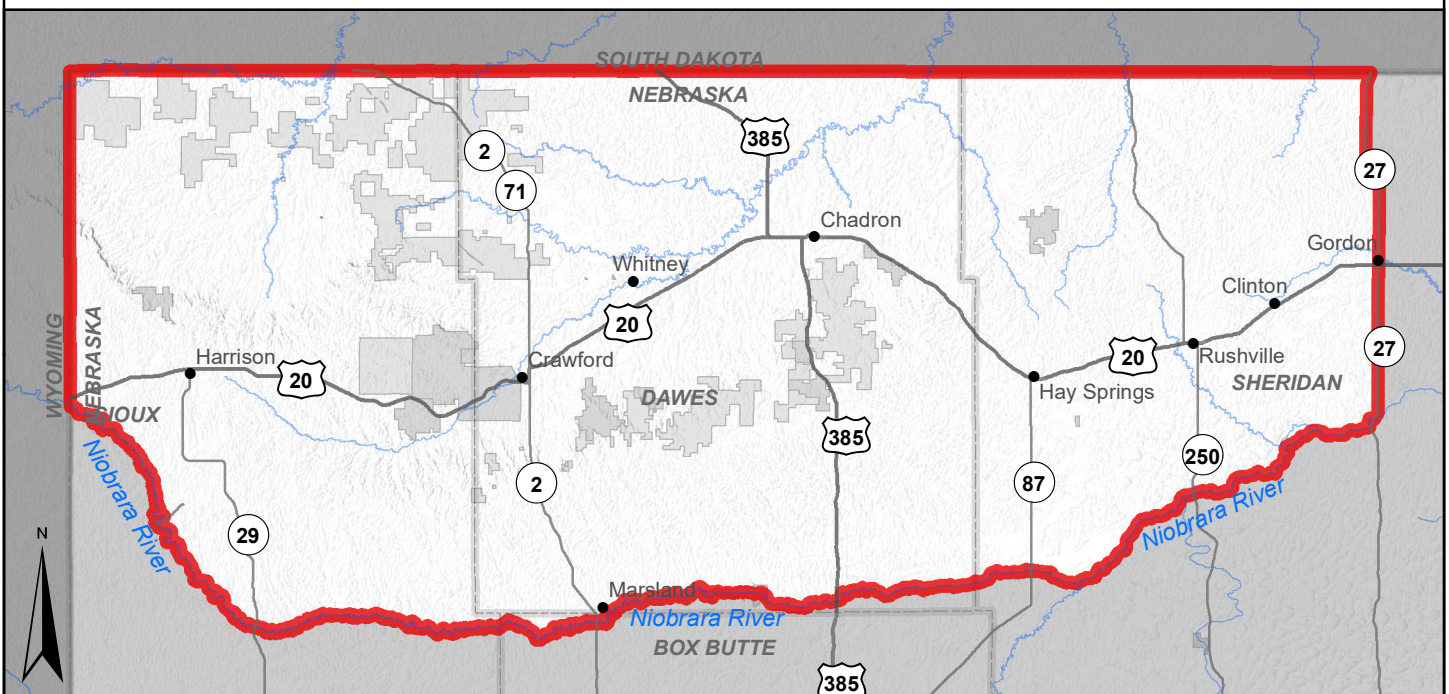 SOUTH DAKOTA
NEBRASKA
385
2
27
71
Chadron
Gordon
Whitney
Clinton
WYOMING
NEBRASKA
20
Harrison
20
Crawford
20
Rushville
27
SIOUX
DAWES
Hay Springs
SHERIDAN
385
250
Niobrara River
2
87
Niobrara River
N
29
Marsland
Niobrara River
BOX BUTTE
385